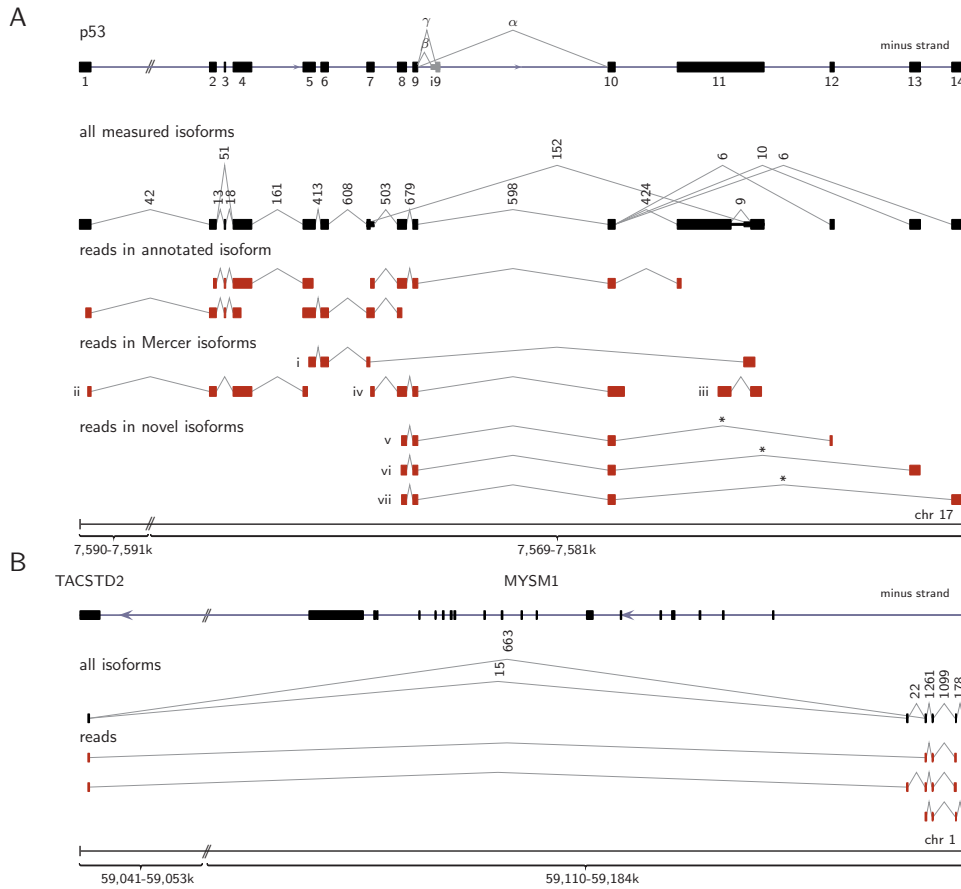 A
p53
γ
α
β
minus strand
1 2 3 4 5 6 7 8 9 i9 10 11 12 13 14
all measured isoforms
42 13 51 18 161 413 608 503 679 598 152 424 6 9 10 6
reads in annotated isoform
reads in Mercer isoforms
i
ii iv iii
reads in novel isoforms
v *
vi *
vii *
chr 17
7,590-7,591k 7,569-7,581k
B
TACSTD2 MYSM1
minus strand
all isoforms
663
15
22 1261 1099 178
reads
chr 1
59,041-59,053k 59,110-59,184k